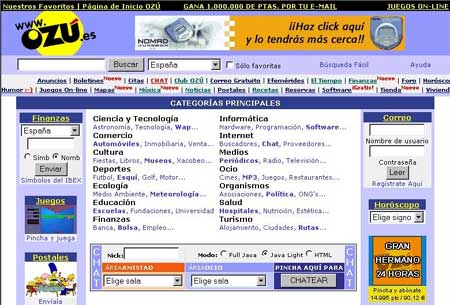 Nuestros Favoritos | Página de Inicio OZÚ GANA 1.000.000 DE PTAS. POR TU E-MAIL JUEGOS ON-LINE
www.
OZÚ
.es
NOMAD
JUKEBOX
¡¡Haz click aquí
y lo tendrás más cerca!!
Buscar España Sólo favoritos Búsqueda Fácil Ayuda
Anuncios | Boletines Nuevo | Citas | CHAT | Club OZÚ | Correo Gratuito | Efemérides | El Tiempo | Finanzas Nuevo | Foro | Horósco
Humor :-) | Juegos On-line | Mapas Nuevo | Música Nuevo | Noticias | Postales | Recetas | Reservas | Software ¡Gratis! | Tienda Nuevo | Viviend
CATEGORÍAS PRINCIPALES
Finanzas
España
Simb Nomb
Enviar
Símbolos del IBEX
Juegos
Pincha y juega
Postales
Envíala
Ciencia y Tecnología
Astronomía, Tecnología, Wap...
Comercio
Automóviles, Inmobiliaria, Venta...
Cultura
Fiestas, Libros, Museos, Xacobeo...
Deportes
Futbol, Esquí, Golf, Motor...
Ecología
Medio Ambiente, Meteorología...
Educación
Escuelas, Fundaciones, Universidad
Finanzas
Banca, Bolsa, Empleo, Euro...
Informática
Hardware, Programación, Software...
Internet
Buscadores, Chat, Proveedores...
Medios
Periódicos, Radio, Televisión...
Ocio
Cines, MP3, Juegos, Restaurantes...
Organismos
Asociaciones, Política, ONG's...
Salud
Hospitales, Nutrición, Estética...
Turismo
Alojamiento, Ciudades, Rutas...
CHAT
Nick: Modo: Full Java Java Light HTML
ÁREA AMISTAD ÁREA OCIO PINCHA AQUÍ PARA
Elige sala Elige sala CHATEAR
CHAT
Correo
Nombre de usuario
Contraseña
Leer
Regístrate Aquí
Horóscopo
Elige signo
GRAN
HERMANO
24 HORAS
Pincha y abónate
14.995 pts / 90,12 €